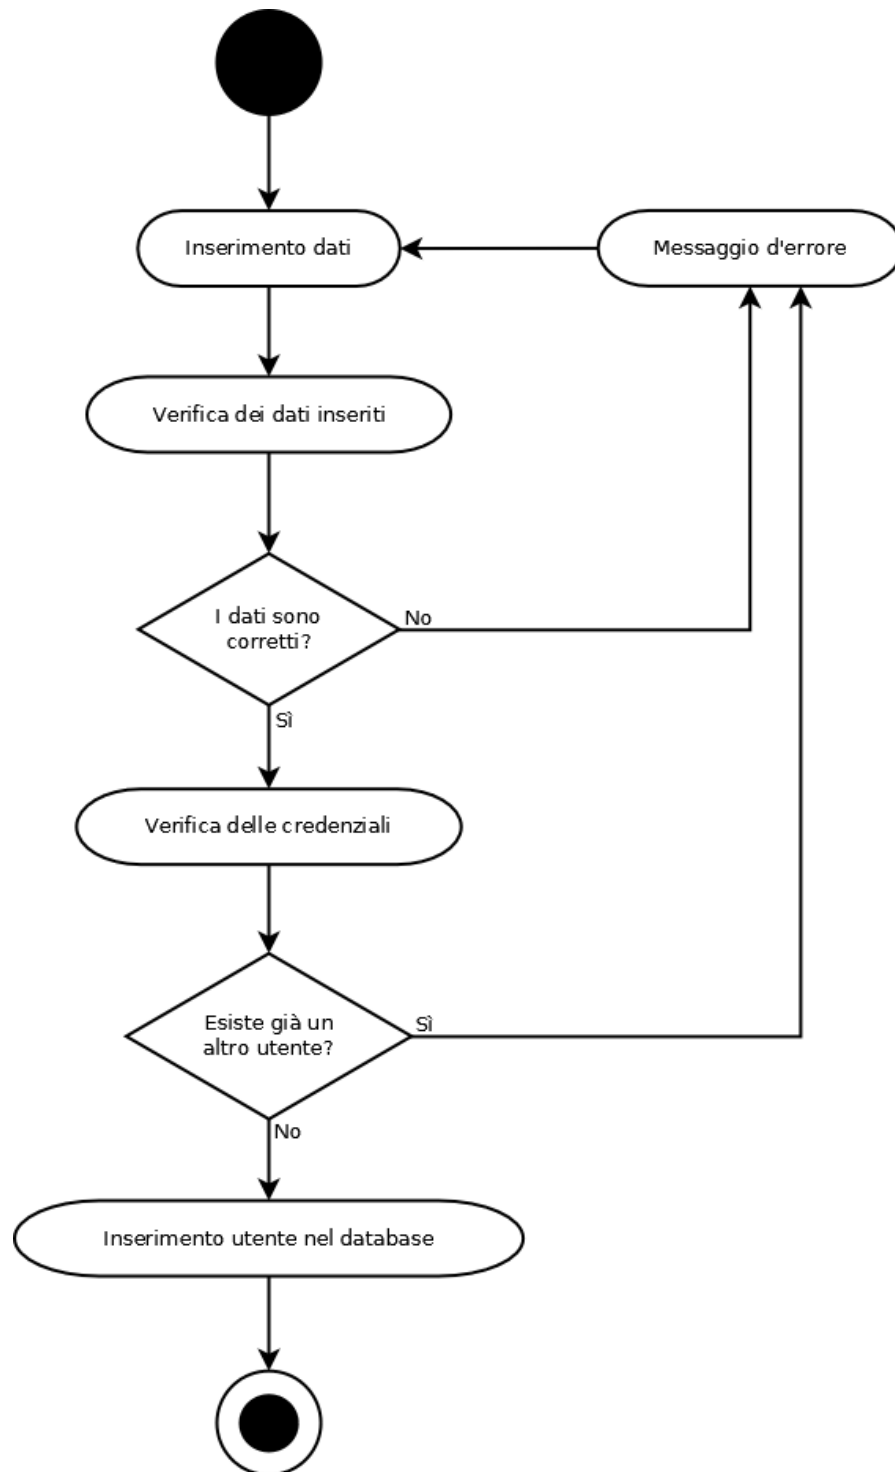 Inserimento dati
Messaggio d'errore
Verifica dei dati inseriti
I dati sono
corretti?
No
Sì
Verifica delle credenziali
Esiste già un
altro utente?
Sì
No
Inserimento utente nel database